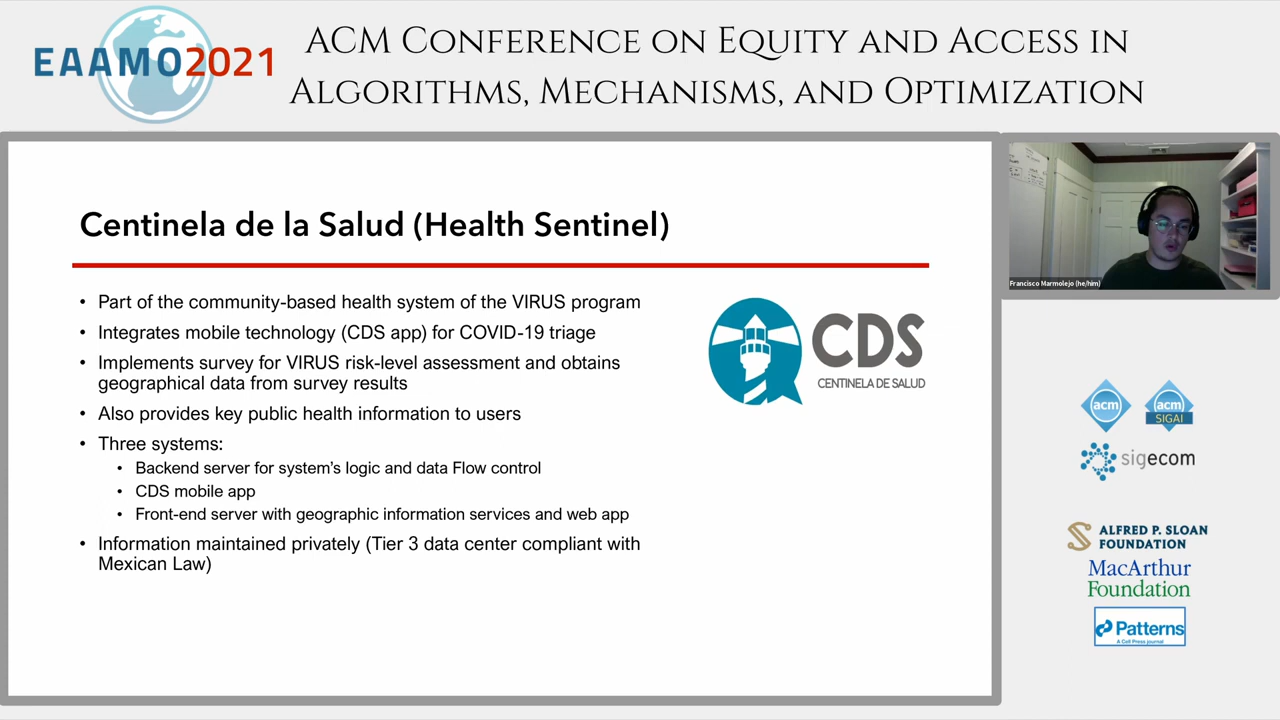 EAAMO2021
ACM Conference on Equity and Access in
Algorithms, Mechanisms, and Optimization
Centinela de la Salud (Health Sentinel)
• Part of the community-based health system of the VIRUS program
• Integrates mobile technology (CDS app) for COVID-19 triage
• Implements survey for VIRUS risk-level assessment and obtains
geographical data from survey results
• Also provides key public health information to users
• Three systems:
• Backend server for system's logic and data Flow control
• CDS mobile app
• Front-end server with geographic information services and web app
• Information maintained privately (Tier 3 data center compliant with
Mexican Law)
CDS
CENTINELA DE SALUD
Francisco Marmolejo (he/him)
acm
acm
SIGAI
sigecom
ALFRED P. SLOAN
FOUNDATION
MacArthur
Foundation
Patterns
A Cell Press journal